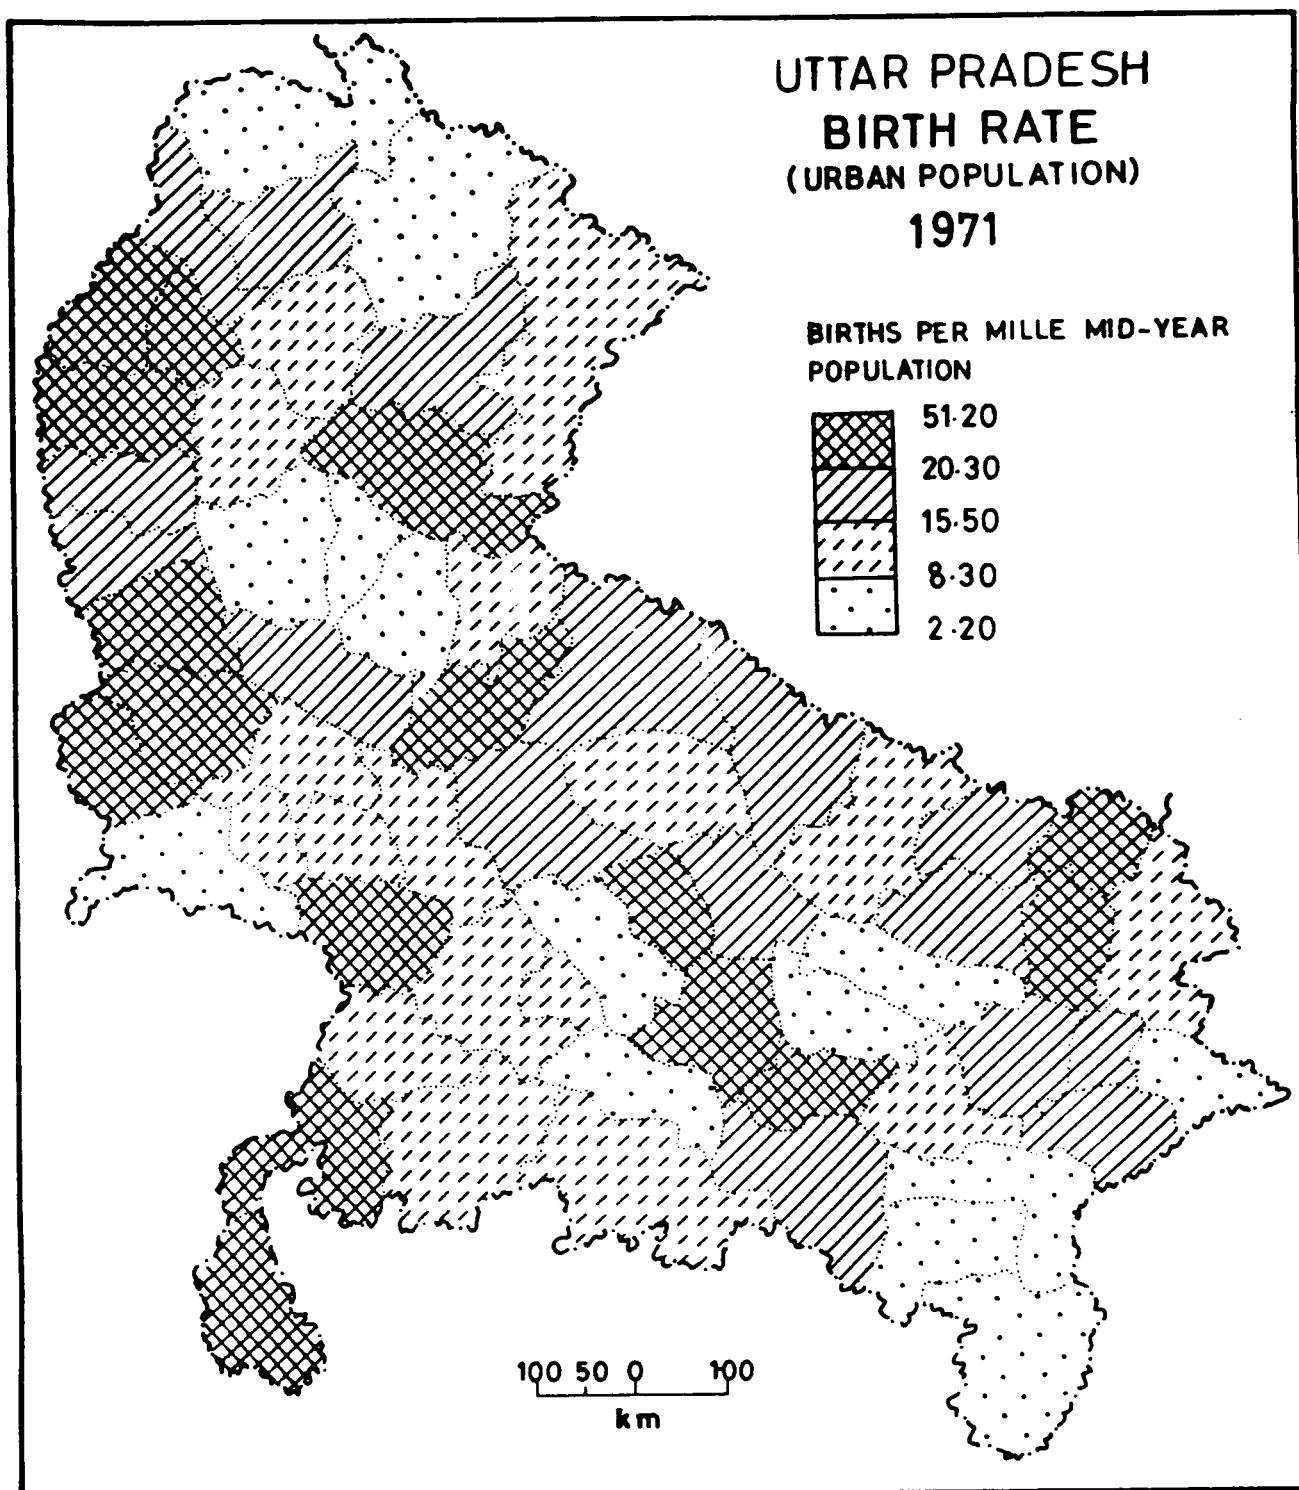 UTTAR PRADESH
BIRTH RATE
(URBAN POPULATION)
1971
BIRTHS PER MILLE MID-YEAR
POPULATION
51·20
20·30
15·50
8·30
2·20
100 50 0 100
km